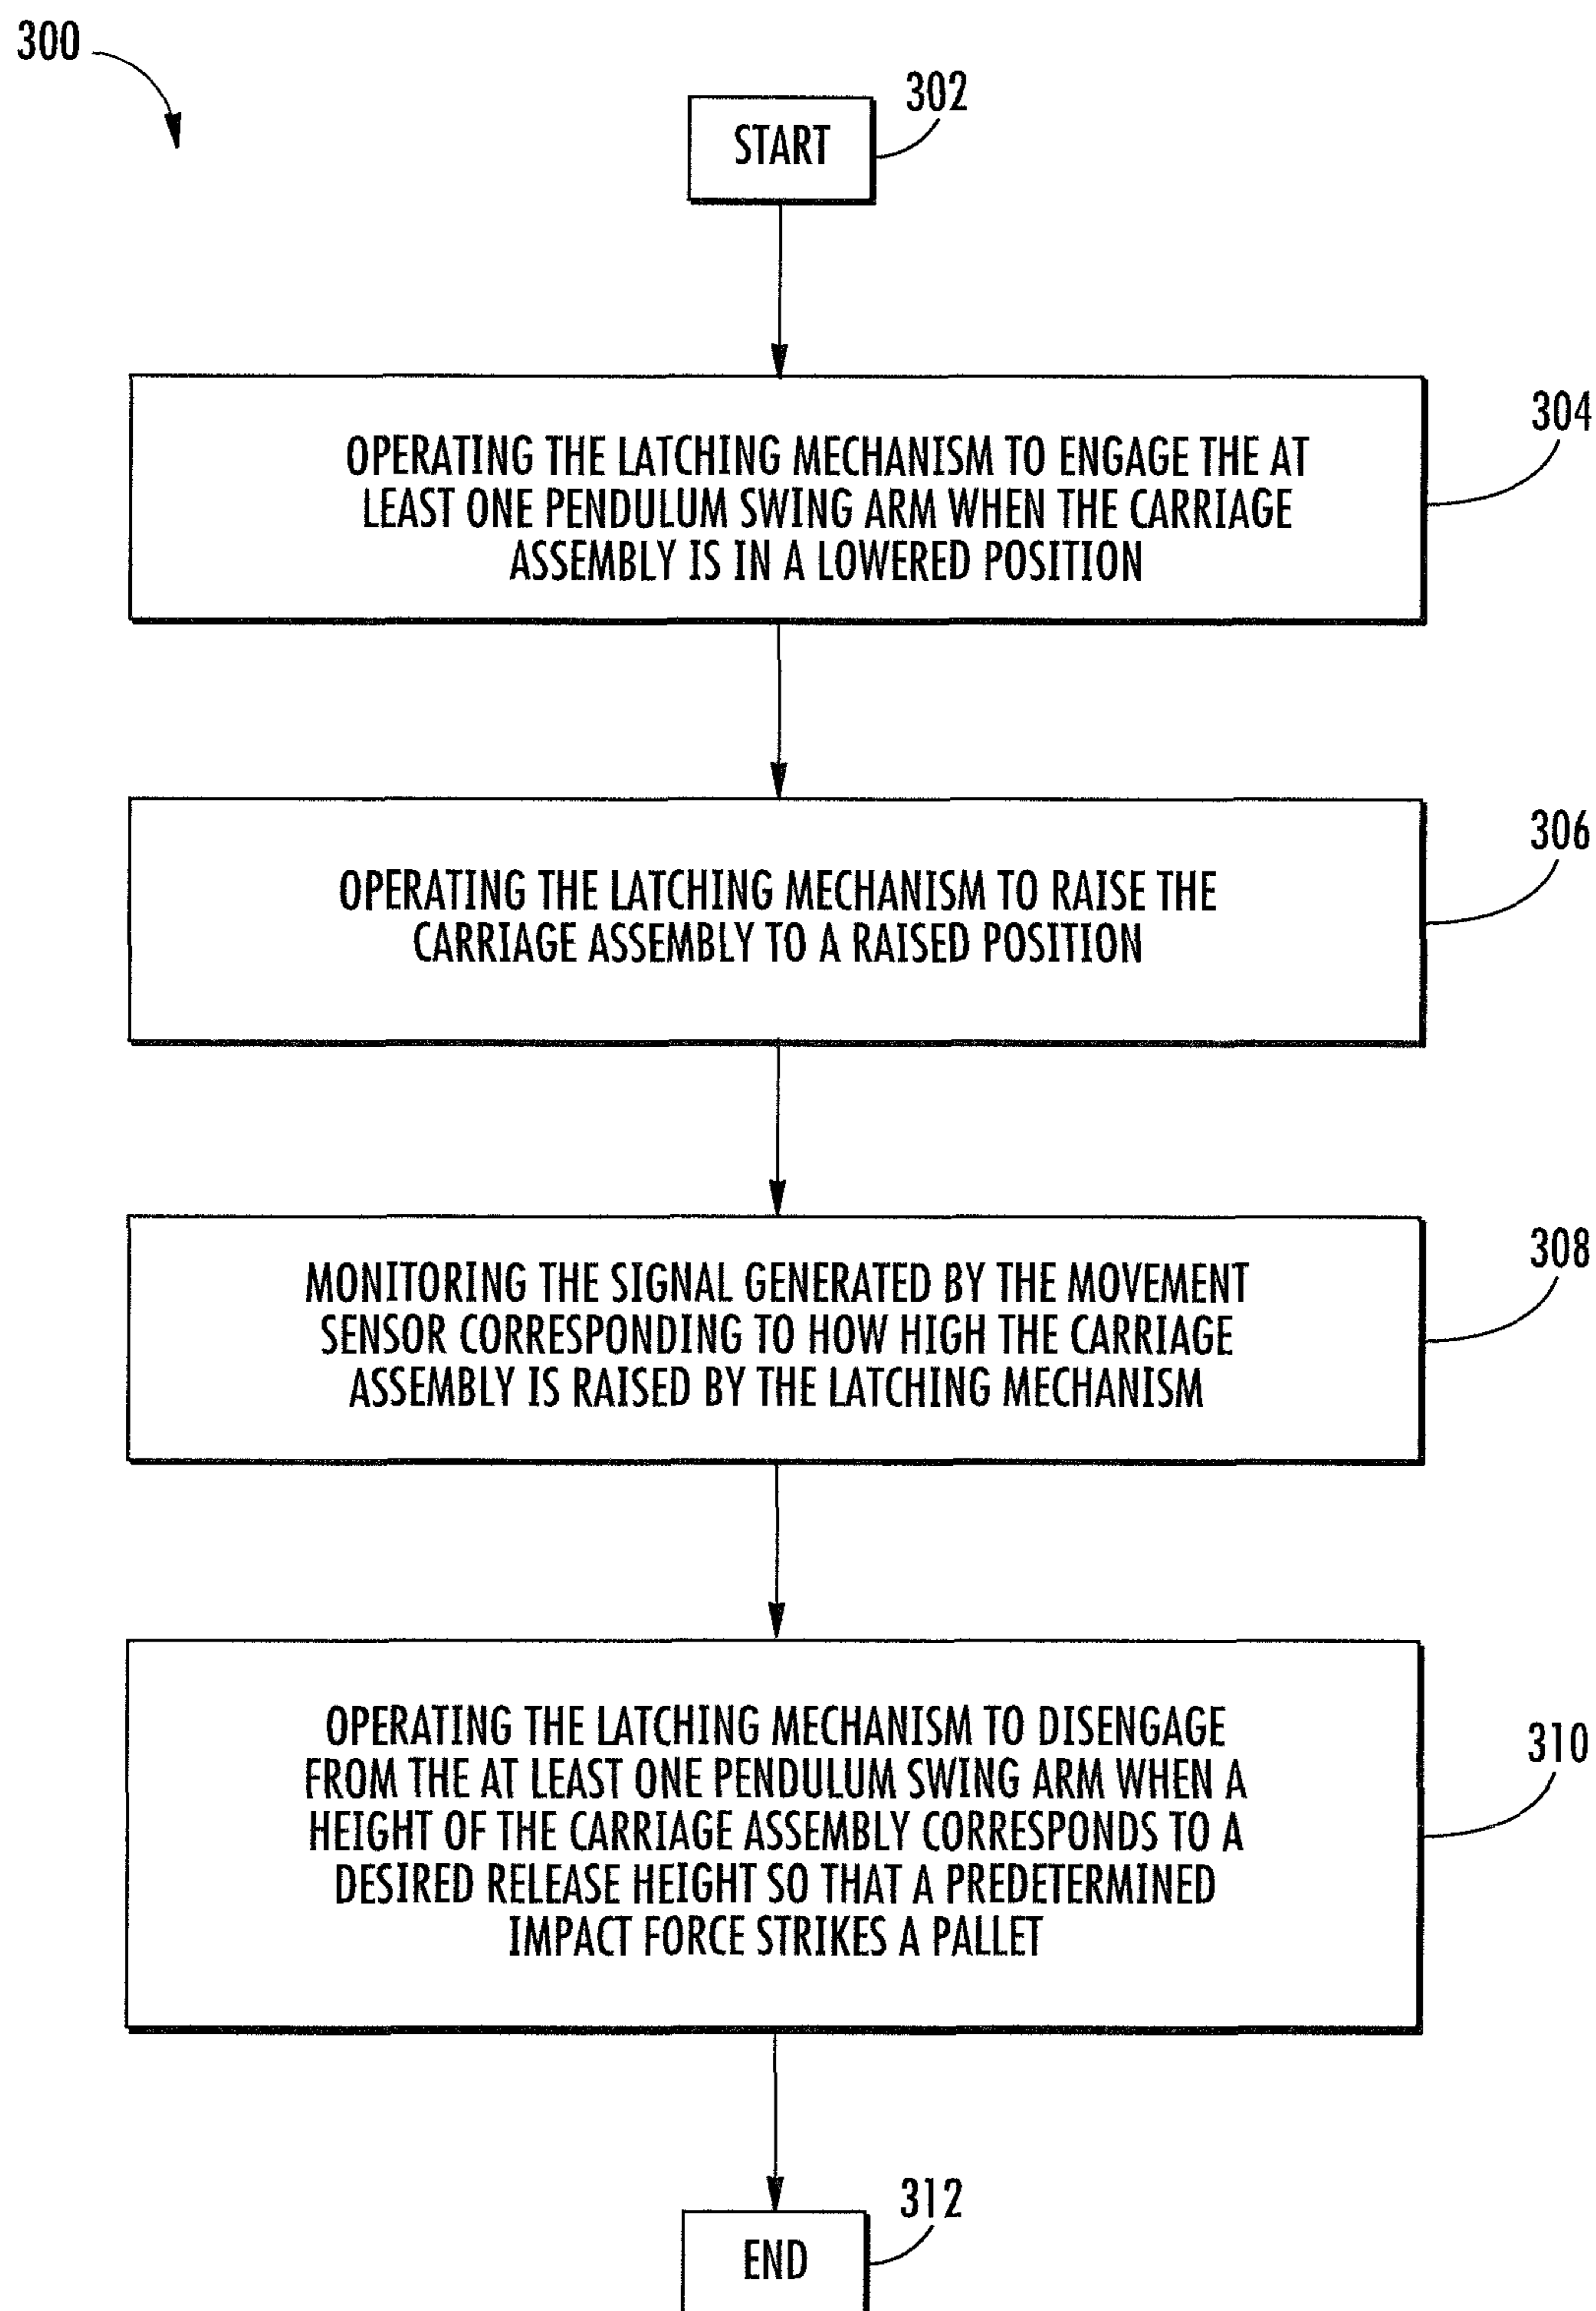 300
302
START
304
OPERATING THE LATCHING MECHANISM TO ENGAGE THE AT
LEAST ONE PENDULUM SWING ARM WHEN THE CARRIAGE
ASSEMBLY IS IN A LOWERED POSITION
306
OPERATING THE LATCHING MECHANISM TO RAISE THE
CARRIAGE ASSEMBLY TO A RAISED POSITION
308
MONITORING THE SIGNAL GENERATED BY THE MOVEMENT
SENSOR CORRESPONDING TO HOW HIGH THE CARRIAGE
ASSEMBLY IS RAISED BY THE LATCHING MECHANISM
310
OPERATING THE LATCHING MECHANISM TO DISENGAGE
FROM THE AT LEAST ONE PENDULUM SWING ARM WHEN A
HEIGHT OF THE CARRIAGE ASSEMBLY CORRESPONDS TO A
DESIRED RELEASE HEIGHT SO THAT A PREDETERMINED
IMPACT FORCE STRIKES A PALLET
312
END